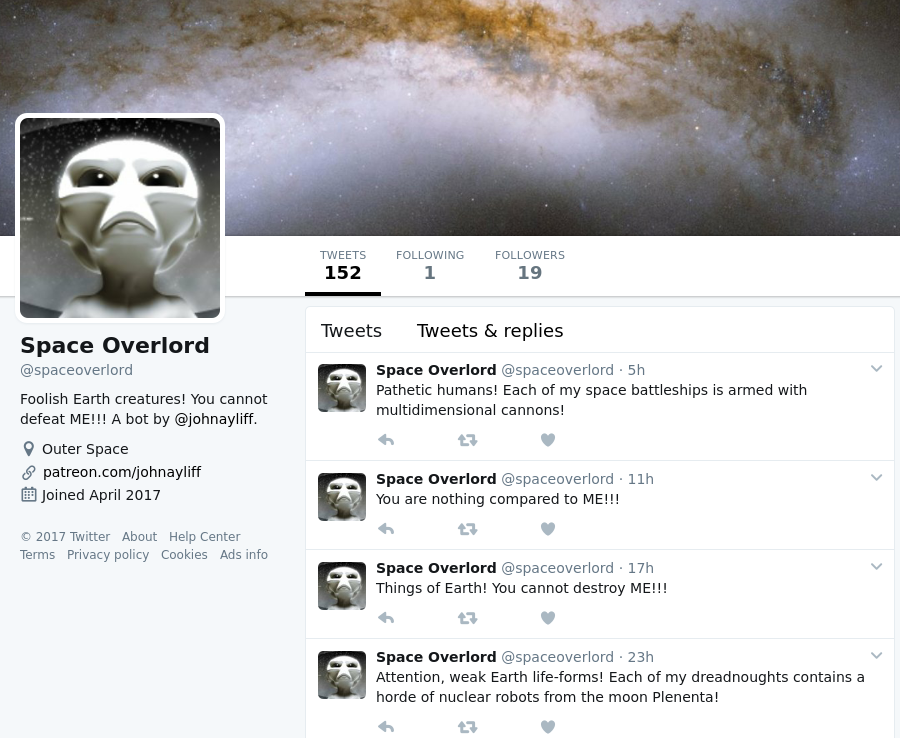 TWEETS FOLLOWING FOLLOWERS
152 1 19
Space Overlord
@spaceoverlord
Foolish Earth creatures! You cannot
defeat ME!!! A bot by @johnayliff.
Outer Space
patreon.com/johnayliff
Joined April 2017
© 2017 Twitter About Help Center
Terms Privacy policy Cookies Ads info
Tweets Tweets & replies
Space Overlord @spaceoverlord · 5h
Pathetic humans! Each of my space battleships is armed with
multidimensional cannons!
Space Overlord @spaceoverlord · 11h
You are nothing compared to ME!!!
Space Overlord @spaceoverlord · 17h
Things of Earth! You cannot destroy ME!!!
Space Overlord @spaceoverlord · 23h
Attention, weak Earth life-forms! Each of my dreadnoughts contains a
horde of nuclear robots from the moon Plenenta!